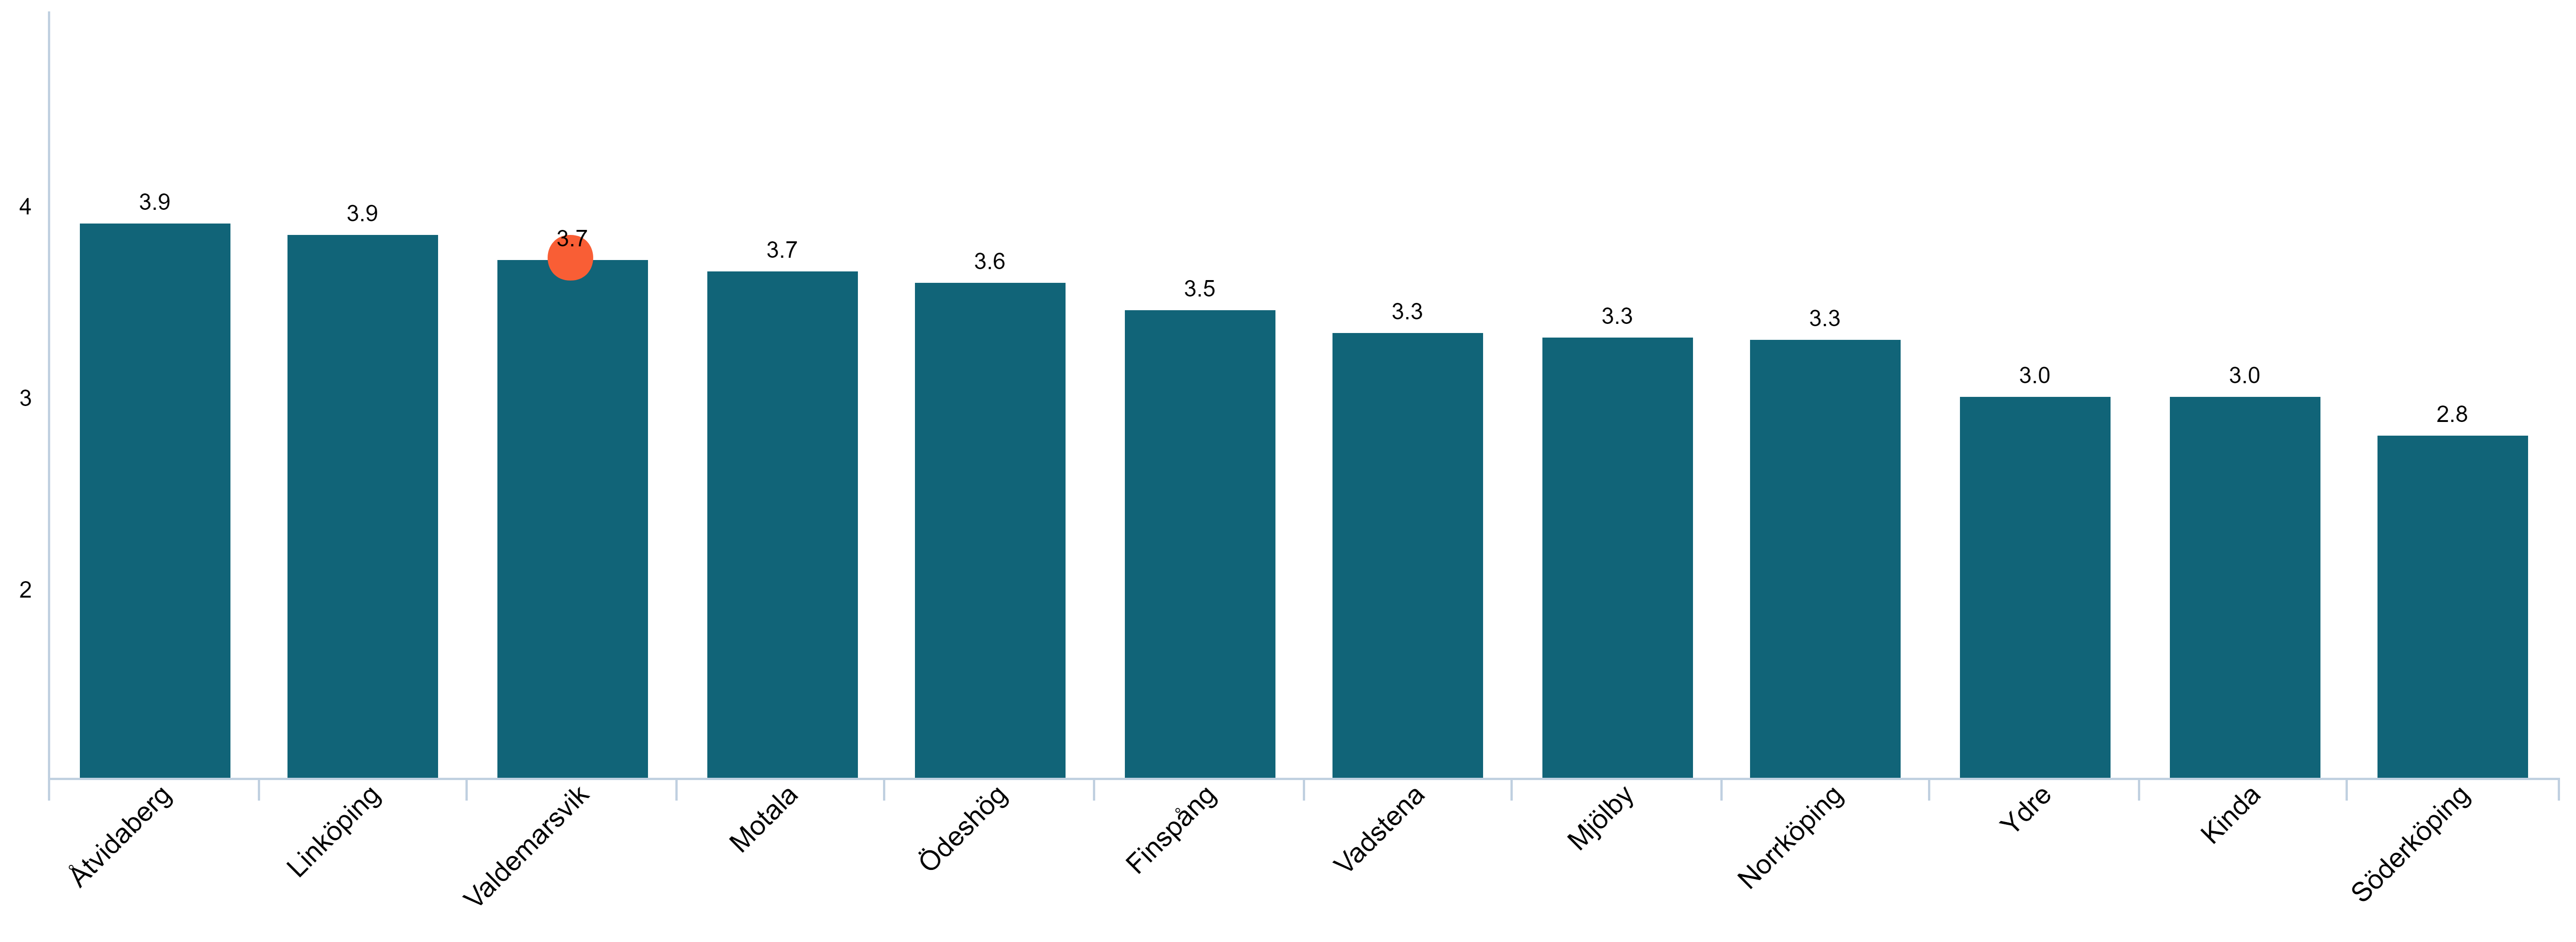 4
3
2
3.9
3.9
3.7
3.7
3.6
3.5
3.3
3.3
3.3
3.0
3.0
2.8
Åtvidaberg
Linköping
Valdemarsvik
Motala
Ödeshög
Finspång
Vadstena
Mjölby
Norrköping
Ydre
Kinda
Söderköping